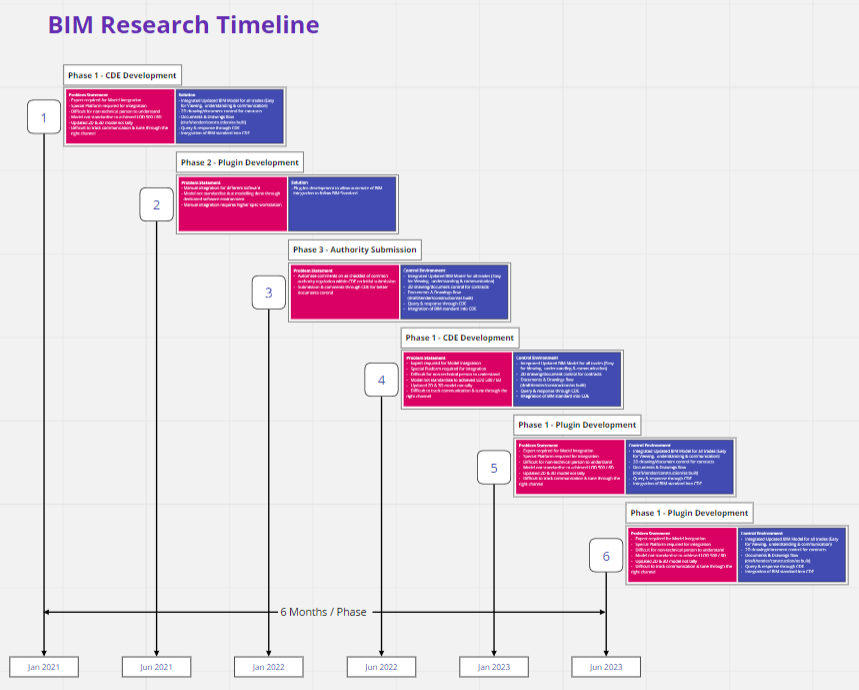 BIM Research Timeline
Phase 1 - CDE Development
1
Problem Statement
- Expert required for Model Integration
- Special Platform required for integration
- Difficult for non-technical person to understand
- Model not standardise to achieved LOD 500 / 6D
- Updated 2D & 3D model not tally
- Difficult to track communication & tune through the
right channel
Solution
- Integrated Updated BIM Model for all trades (Easy
for Viewing, understanding & communication)
- 2D drawing/document control for contracts
- Documents & Drawings flow
(draft/tender/construction/as built)
- Query & response through CDE
- Integration of BIM standard into CDE
Phase 2 - Plugin Development
2
Problem Statement
- Manual integration for different software
- Model not standardise due modelling done through
dedicated software environment
- Manual integration requires higher spec workstation
Solution
- Plugins development to allow automate of BIM
integration to follow BIM Standard
Phase 3 - Authority Submission
3
Problem Statement
- Automate comments on as checklist of common
authority regulation within CDE on initial submission
- Submission & comments through CDE for better
documents control
Control Environment
- Integrated Updated BIM Model for all trades (Easy
for Viewing, understanding & communication)
- 2D drawing/document control for contracts
- Documents & Drawings flow
(draft/tender/construction/as built)
- Query & response through CDE
- Integration of BIM standard into CDE
Phase 1 - CDE Development
4
Problem Statement
- Expert required for Model Integration
- Special Platform required for integration
- Difficult for non-technical person to understand
- Model not standardise to achieved LOD 500 / 6D
- Updated 2D & 3D model not tally
- Difficult to track communication & tune through the
right channel
Control Environment
- Integrated Updated BIM Model for all trades (Easy
for Viewing, understanding & communication)
- 2D drawing/document control for contracts
- Documents & Drawings flow
(draft/tender/construction/as built)
- Query & response through CDE
- Integration of BIM standard into CDE
Phase 1 - Plugin Development
5
Problem Statement
- Expert required for Model Integration
- Special Platform required for integration
- Difficult for non-technical person to understand
- Model not standardise to achieved LOD 500 / 6D
- Updated 2D & 3D model not tally
- Difficult to track communication & tune through the
right channel
Control Environment
- Integrated Updated BIM Model for all trades (Easy
for Viewing, understanding & communication)
- 2D drawing/document control for contracts
- Documents & Drawings flow
(draft/tender/construction/as built)
- Query & response through CDE
- Integration of BIM standard into CDE
Phase 1 - Plugin Development
6
Problem Statement
- Expert required for Model Integration
- Special Platform required for integration
- Difficult for non-technical person to understand
- Model not standardise to achieved LOD 500 / 6D
- Updated 2D & 3D model not tally
- Difficult to track communication & tune through the
right channel
Control Environment
- Integrated Updated BIM Model for all trades (Easy
for Viewing, understanding & communication)
- 2D drawing/document control for contracts
- Documents & Drawings flow
(draft/tender/construction/as built)
- Query & response through CDE
- Integration of BIM standard into CDE
6 Months / Phase
Jan 2021
Jun 2021
Jan 2022
Jun 2022
Jan 2023
Jun 2023